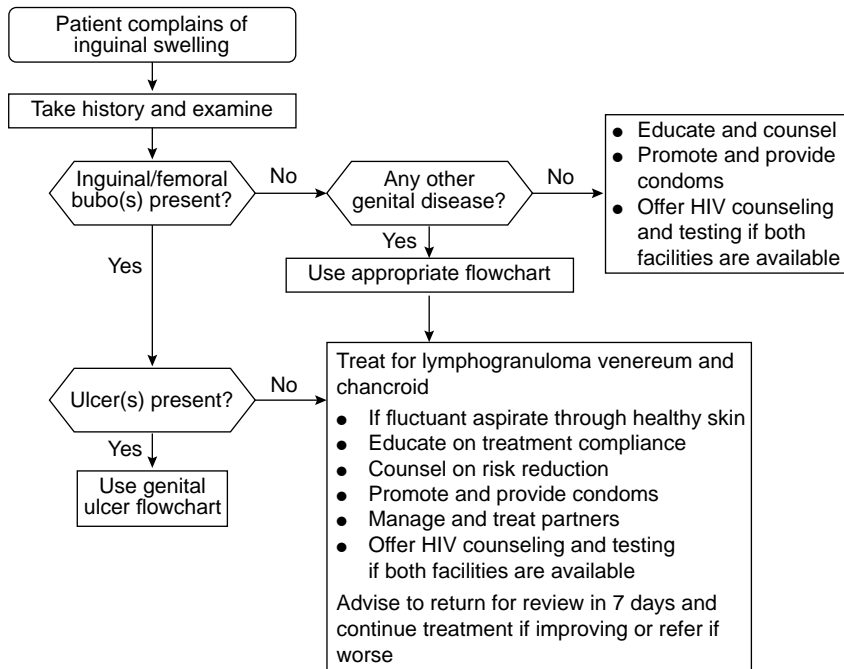 Patient complains of
inguinal swelling
Take history and examine
Inguinal/femoral
bubo(s) present?
No
Any other
genital disease?
No
● Educate and counsel
● Promote and provide
condoms
● Offer HIV counseling
and testing if both
facilities are available
Yes
Yes
Use appropriate flowchart
Ulcer(s) present?
No
Yes
Use genital
ulcer flowchart
Treat for lymphogranuloma venereum and
chancroid
● If fluctuant aspirate through healthy skin
● Educate on treatment compliance
● Counsel on risk reduction
● Promote and provide condoms
● Manage and treat partners
● Offer HIV counseling and testing
if both facilities are available
Advise to return for review in 7 days and
continue treatment if improving or refer if
worse